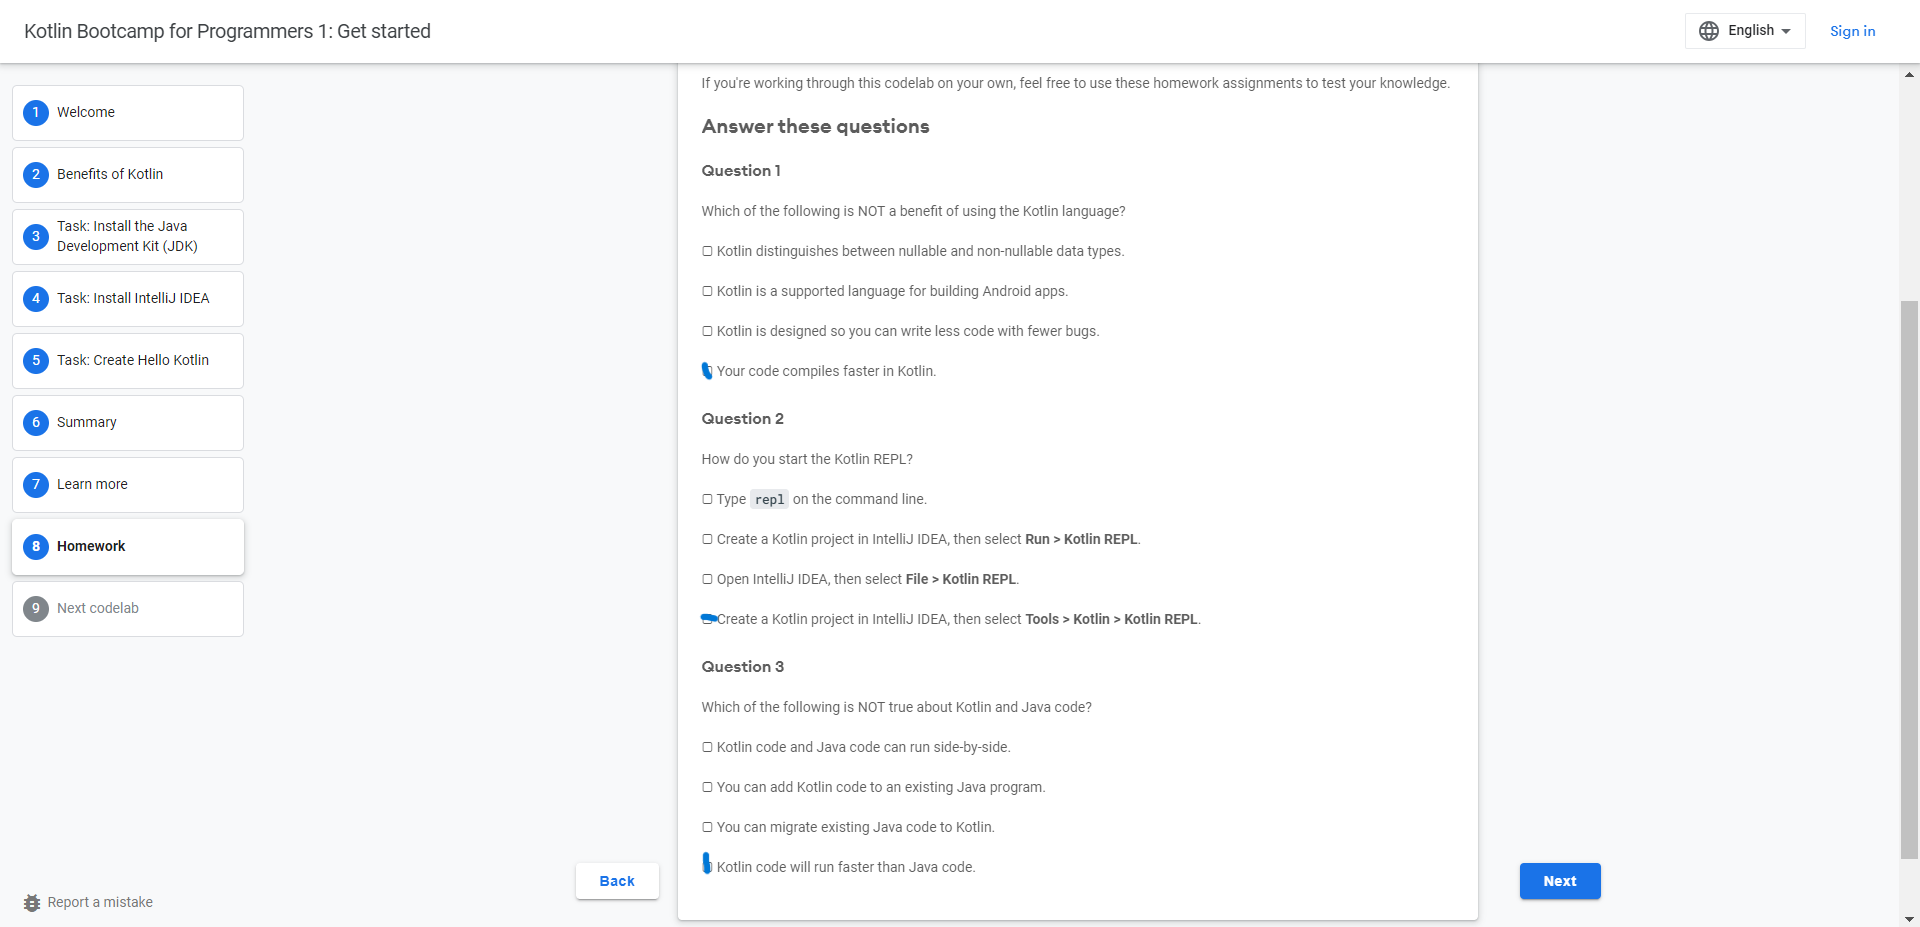 Kotlin Bootcamp for Programmers 1: Get started
English
Sign in
1 Welcome
2 Benefits of Kotlin
3 Task: Install the Java
Development Kit (JDK)
4 Task: Install IntelliJ IDEA
5 Task: Create Hello Kotlin
6 Summary
7 Learn more
8 Homework
9 Next codelab
Report a mistake
If you're working through this codelab on your own, feel free to use these homework assignments to test your knowledge.
Answer these questions
Question 1
Which of the following is NOT a benefit of using the Kotlin language?
Kotlin distinguishes between nullable and non-nullable data types.
Kotlin is a supported language for building Android apps.
Kotlin is designed so you can write less code with fewer bugs.
Your code compiles faster in Kotlin.
Question 2
How do you start the Kotlin REPL?
Type repl on the command line.
Create a Kotlin project in IntelliJ IDEA, then select Run > Kotlin REPL.
Open IntelliJ IDEA, then select File > Kotlin REPL.
Create a Kotlin project in IntelliJ IDEA, then select Tools > Kotlin > Kotlin REPL.
Question 3
Which of the following is NOT true about Kotlin and Java code?
Kotlin code and Java code can run side-by-side.
You can add Kotlin code to an existing Java program.
You can migrate existing Java code to Kotlin.
Kotlin code will run faster than Java code.
Back
Next